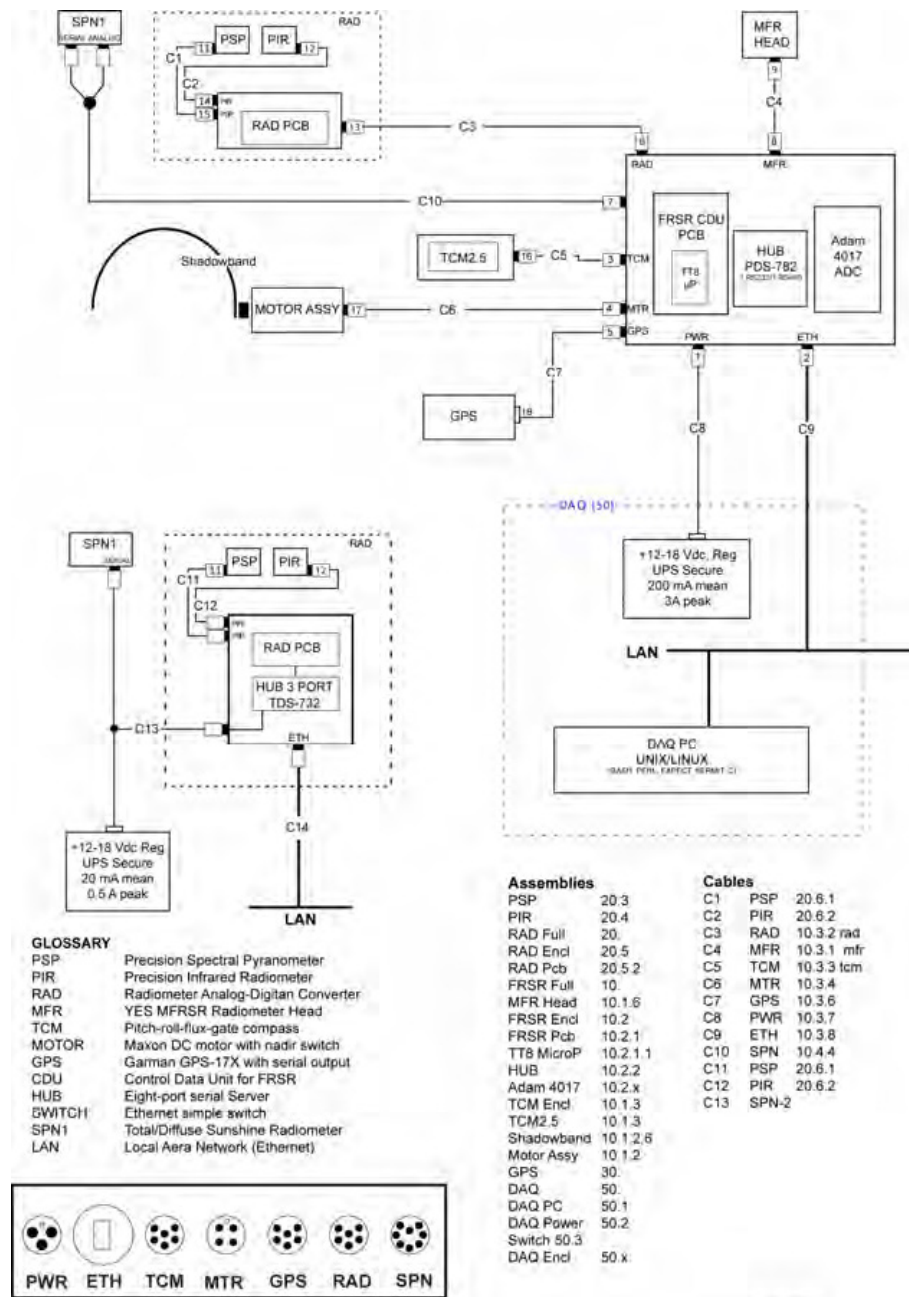 SPN1
SERIAL ANALOG
RAD
11 PSP PIR 12
C1
C2
14 PIR
15 PSP
RAD PCB
13
C3
MFR
HEAD
9
C4
6
8
RAD
MFR
C10
7
FRSR CDU
PCB
TT8
µP
HUB
PDS-782
Adam
4017
ADC
TCM2.5
16
C5
3
TCM
Shadowband
MOTOR ASSY
17
C6
4
MTR
5
GPS
PWR
ETH
1
2
C7
GPS
18
C8
C9
DAQ (50)
+12-18 Vdc, Reg
UPS Secure
200 mA mean
3A peak
LAN
DAQ PC
UNIX/LINUX
SPN1
SERIAL
RAD
11 PSP PIR 12
C11
C12
PIR
RAD PCB
HUB 3 PORT
TDS-732
C13
ETH
C14
+12-18 Vdc Reg
UPS Secure
20 mA mean
0.5 A peak
LAN
GLOSSARY
PSP Precision Spectral Pyranometer
PIR Precision Infrared Radiometer
RAD Radiometer Analog-Digitan Converter
MFR YES MFRSR Radiometer Head
TCM Pitch-roll-flux-gate compass
MOTOR Maxon DC motor with nadir switch
GPS Garman GPS-17X with serial output
CDU Control Data Unit for FRSR
HUB Eight-port serial Server
SWITCH Ethernet simple switch
SPN1 Total/Diffuse Sunshine Radiometer
LAN Local Aera Network (Ethernet)
Assemblies
PSP 20.3
PIR 20.4
RAD Full 20.
RAD Encl 20.5
RAD Pcb 20.5.2
FRSR Full 10.
MFR Head 10.1.6
FRSR Encl 10.2
FRSR Pcb 10.2.1
TT8 MicroP 10.2.1.1
HUB 10.2.2
Adam 4017 10.2.x
TCM Encl 10.1.3
TCM2.5 10.1.3
Shadowband 10.1.2.6
Motor Assy 10.1.2
GPS 30.
DAQ 50.
DAQ PC 50.1
DAQ Power 50.2
Switch 50.3
DAQ Encl 50.x
Cables
C1 PSP 20.6.1
C2 PIR 20.6.2
C3 RAD 10.3.2 rad
C4 MFR 10.3.1 mfr
C5 TCM 10.3.3 tcm
C6 MTR 10.3.4
C7 GPS 10.3.6
C8 PWR 10.3.7
C9 ETH 10.3.8
C10 SPN 10.4.4
C11 PSP 20.6.1
C12 PIR 20.6.2
C13 SPN-2
PWR ETH TCM MTR GPS RAD SPN